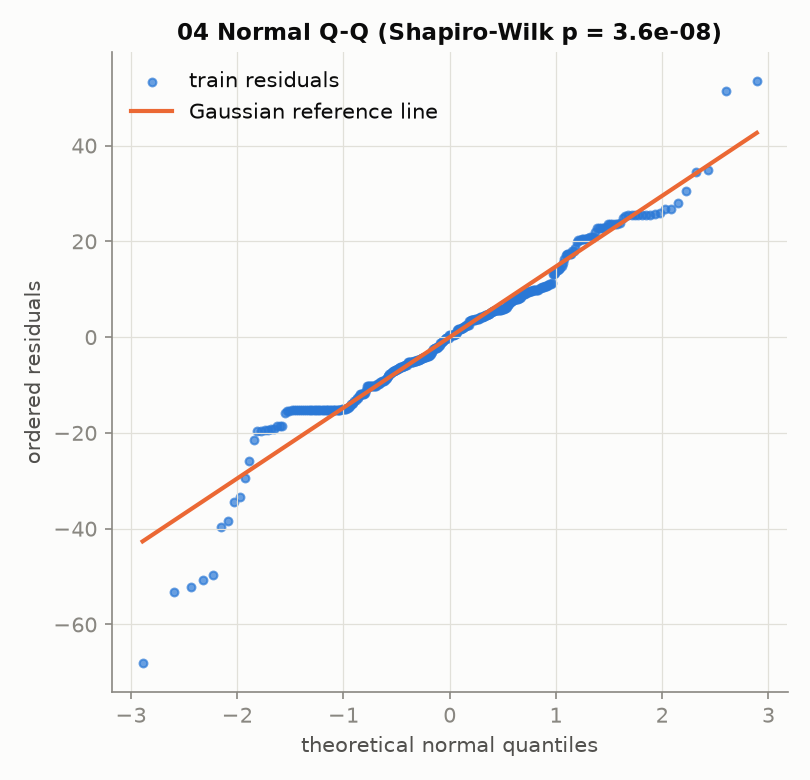 04 Normal Q-Q (Shapiro-Wilk p = 3.6e-08)
train residuals
Gaussian reference line
ordered residuals
40
20
0
−20
−40
−60
−3
−2
−1
0
1
2
3
theoretical normal quantiles